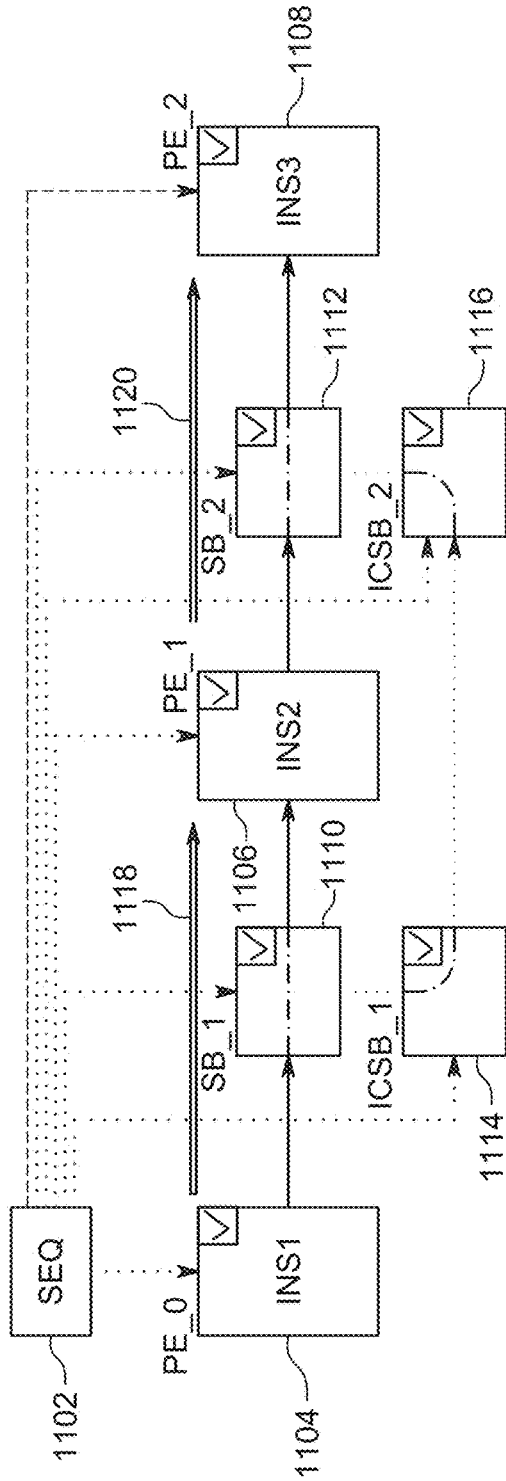 1102
SEQ
PE_0
INS1
V
1104
1118
SB_1
V
1110
ICSB_1
V
1114
PE_1
INS2
V
1106
1120
SB_2
V
1112
ICSB_2
V
1116
PE_2
INS3
V
1108